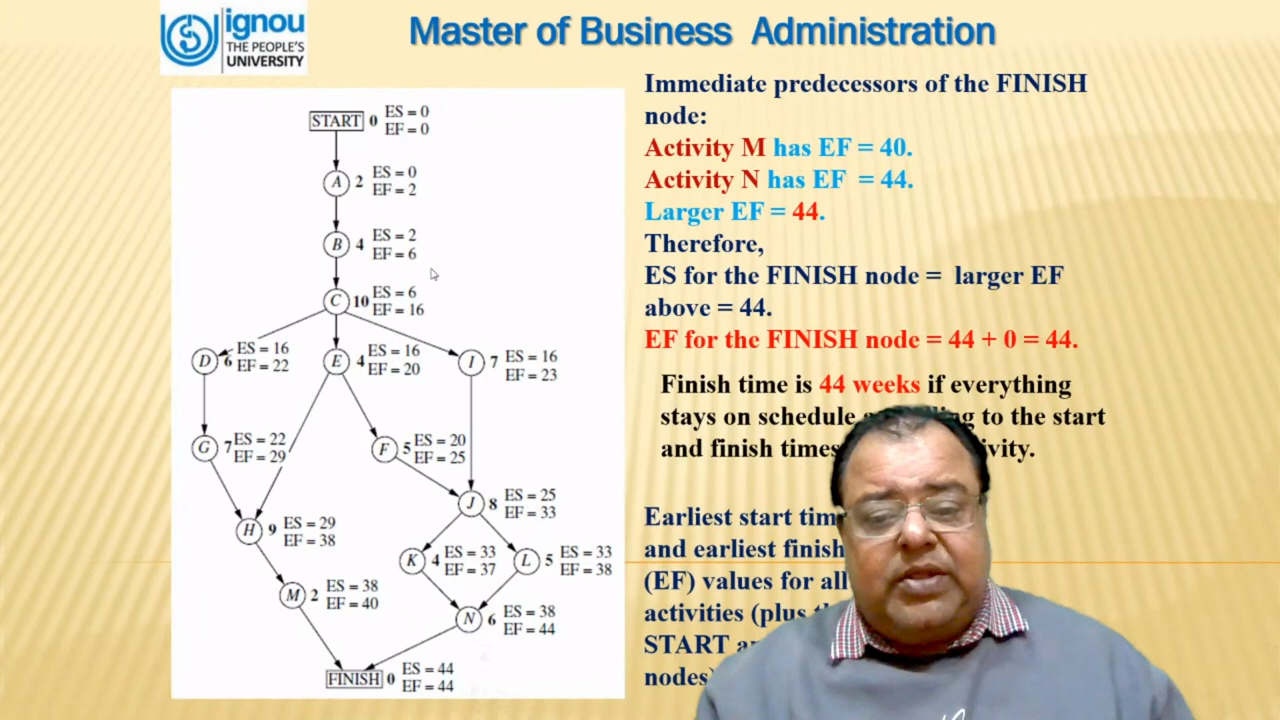 ignou
THE PEOPLE'S
UNIVERSITY
Master of Business Administration
START 0 ES = 0
EF = 0
A 2 ES = 0
EF = 2
B 4 ES = 2
EF = 6
C 10 ES = 6
EF = 16
D 6 ES = 16
EF = 22
E 4 ES = 16
EF = 20
I 7 ES = 16
EF = 23
G 7 ES = 22
EF = 29
F 5 ES = 20
EF = 25
J 8 ES = 25
EF = 33
H 9 ES = 29
EF = 38
K 4 ES = 33
EF = 37
L 5 ES = 33
EF = 38
M 2 ES = 38
EF = 40
N 6 ES = 38
EF = 44
FINISH 0 ES = 44
EF = 44
Immediate predecessors of the FINISH
node:
Activity M has EF = 40.
Activity N has EF = 44.
Larger EF = 44.
Therefore,
ES for the FINISH node = larger EF
above = 44.
EF for the FINISH node = 44 + 0 = 44.
Finish time is 44 weeks if everything
stays on schedule to the start
and finish times
Earliest start
and earliest finish
(EF) values for all
activities (plus
START
nodes)